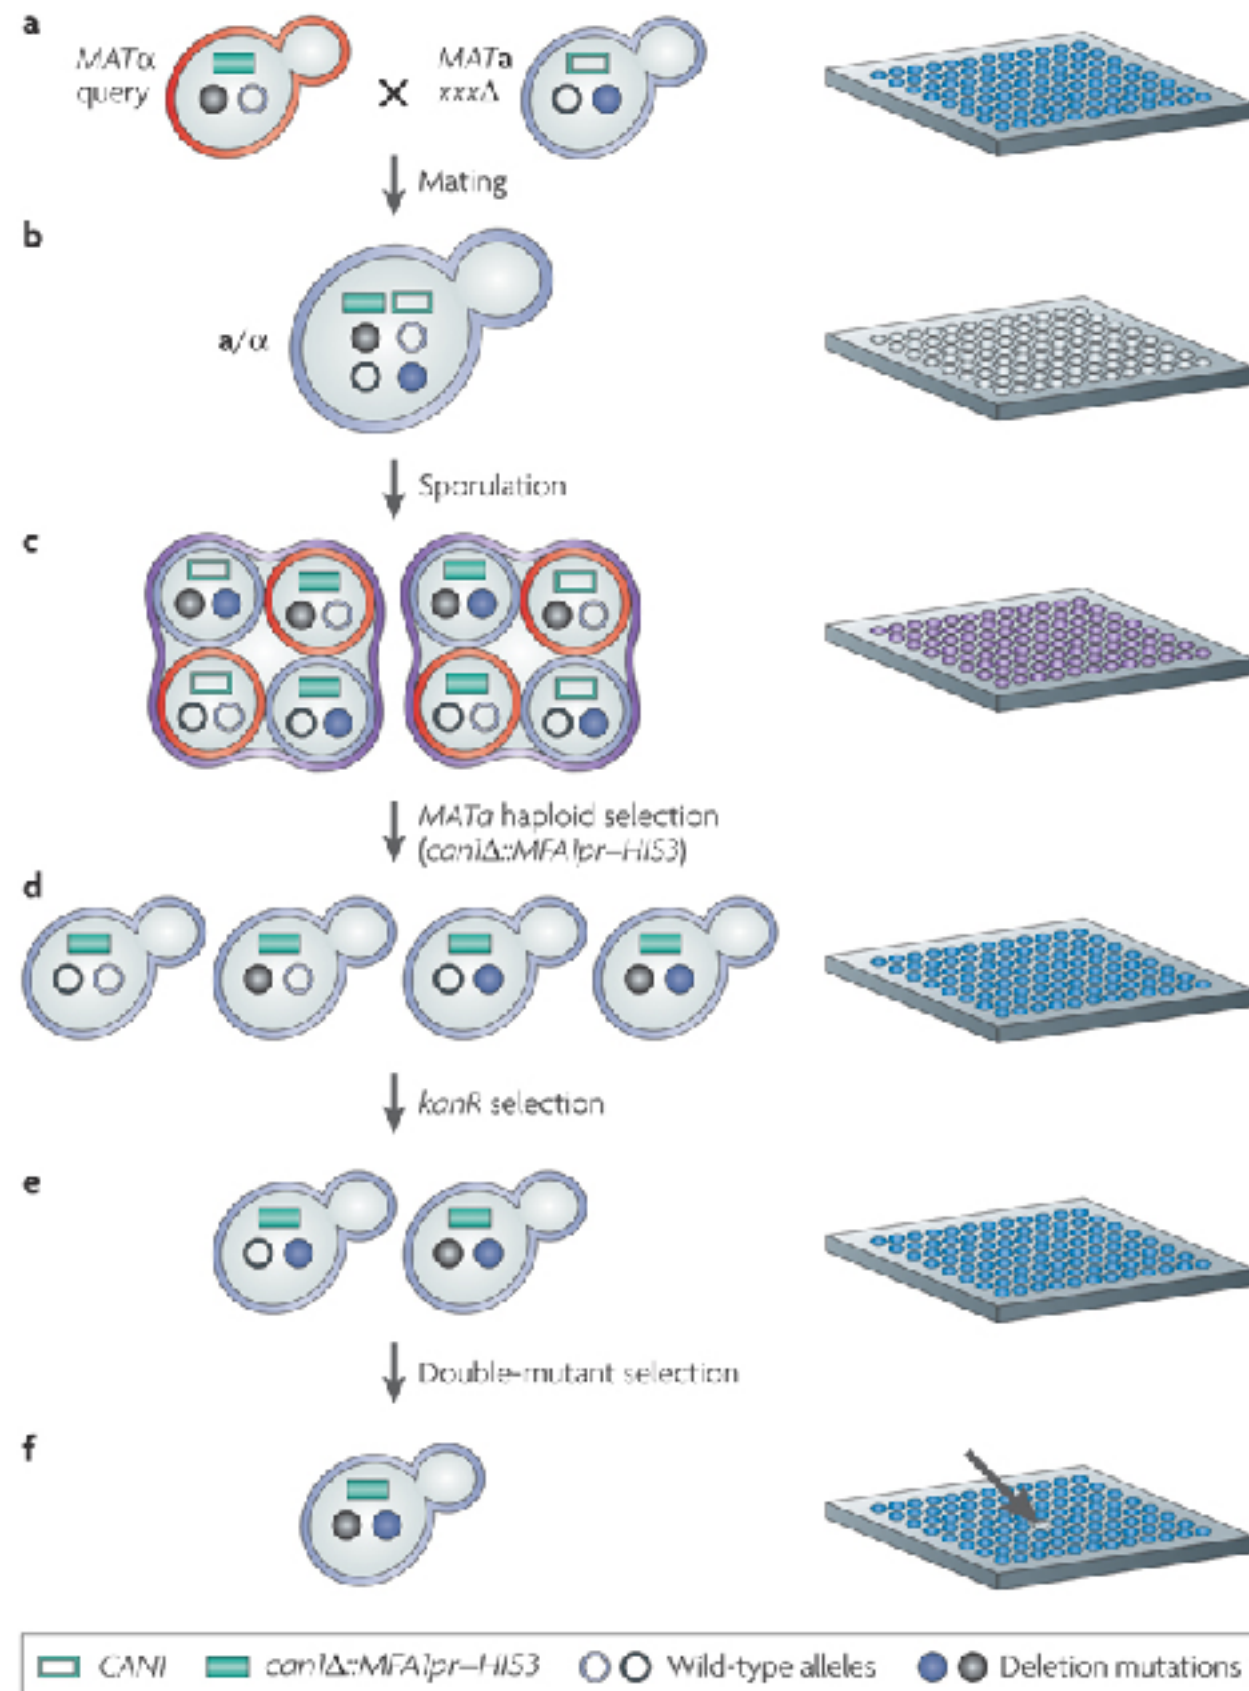 a
MATα query
×
MATa xxxΔ
Mating
b
a/α
Sporulation
c
MATa haploid selection
(can1Δ::MFA1pr–HIS3)
d
kanR selection
e
Double-mutant selection
f
CAN1
can1Δ::MFA1pr–HIS3
Wild-type alleles
Deletion mutations